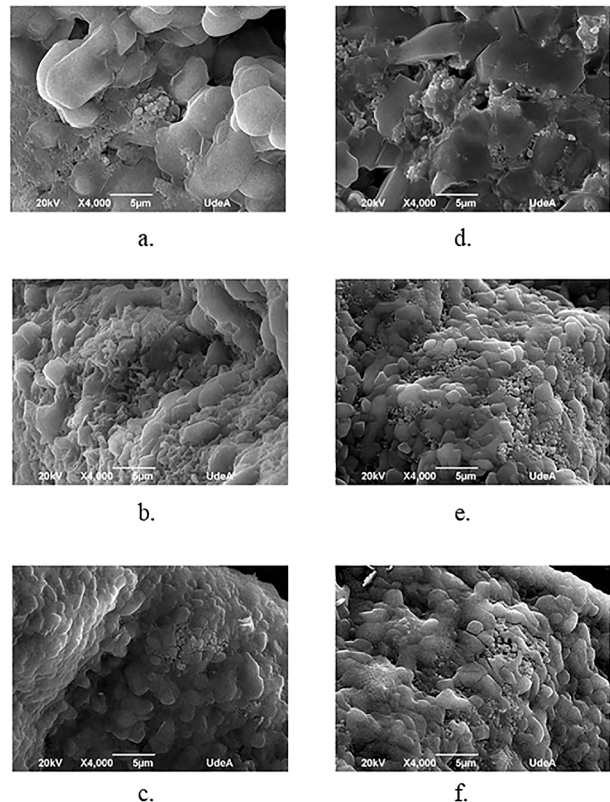 20kV X4,000 5µm UdeA
a.
20kV X4,000 5µm UdeA
d.
20kV X4,000 5µm UdeA
b.
20kV X4,000 5µm UdeA
e.
20kV X4,000 5µm UdeA
c.
20kV X4,000 5µm UdeA
f.